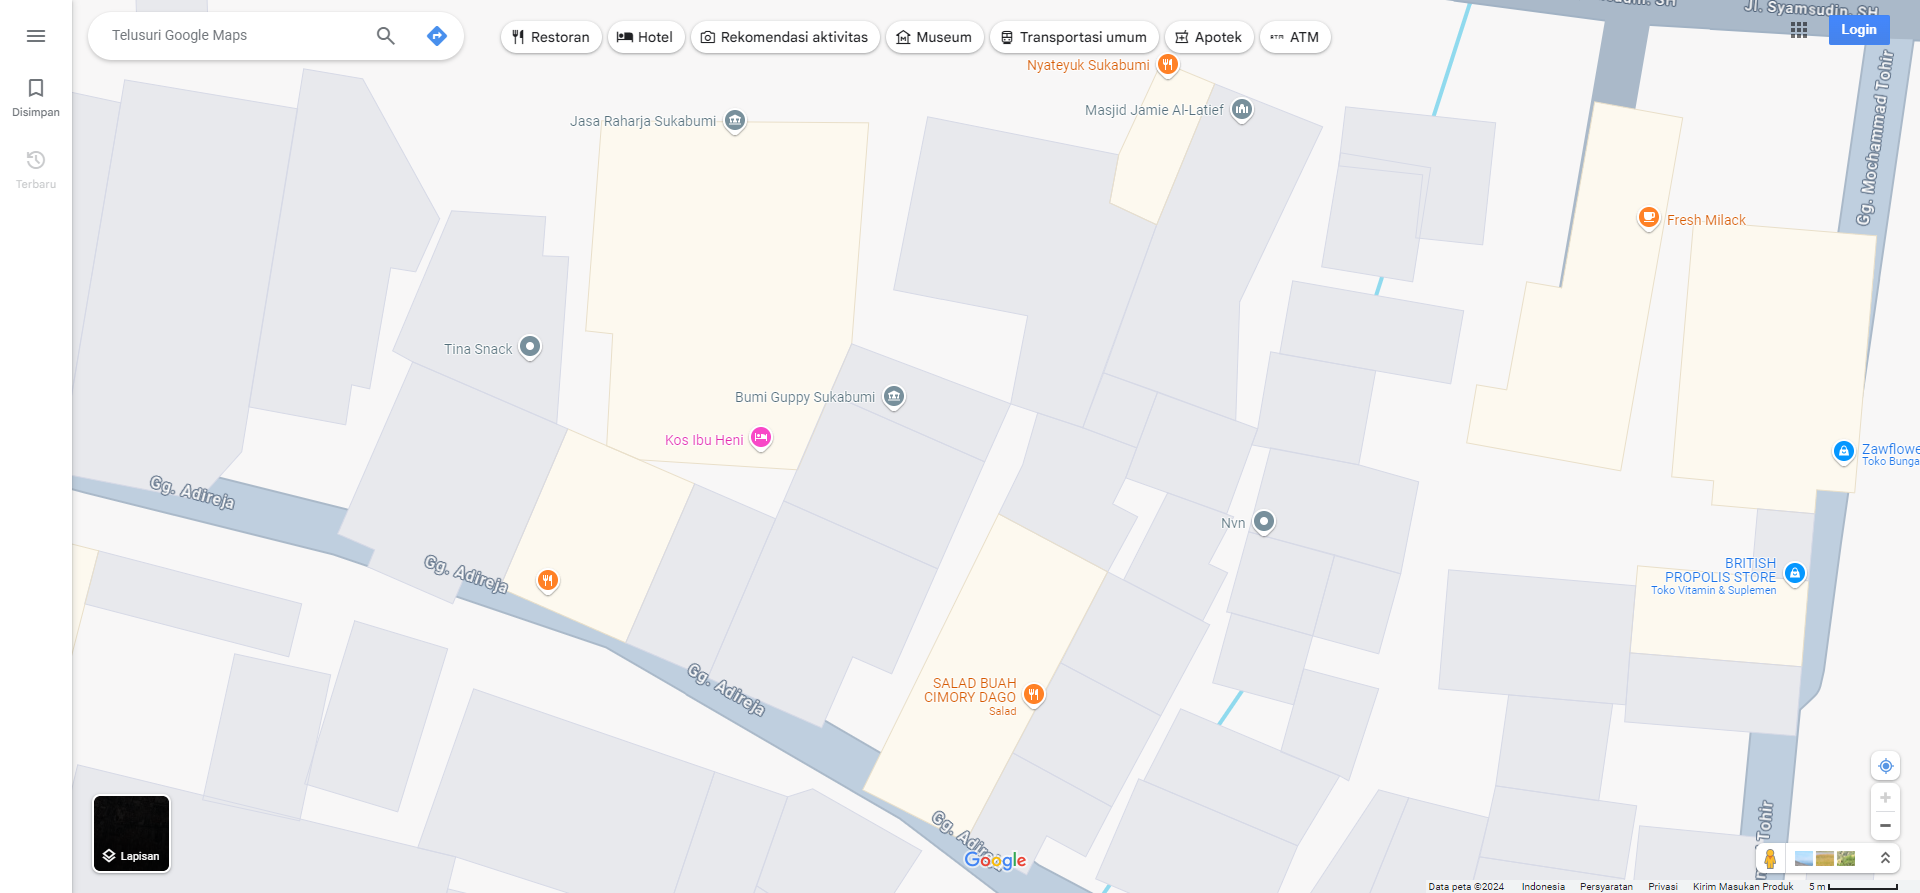 Telusuri Google Maps
Restoran
Hotel
Rekomendasi aktivitas
Museum
Transportasi umum
Apotek
ATM
Jl. Syamsudin. SH
Login
Disimpan
Terbaru
Nyateyuk Sukabumi
Masjid Jamie Al-Latief
Jasa Raharja Sukabumi
Gg. Mochammad Tohir
Fresh Milack
Tina Snack
Bumi Guppy Sukabumi
Kos Ibu Heni
Zawflowe
Toko Bunga
Gg. Adireja
Nvn
Gg. Adireja
BRITISH
PROPOLIS STORE
Toko Vitamin & Suplemen
Gg. Adireja
SALAD BUAH
CIMORY DAGO
Salad
Tohir
Gg. Adireja
Lapisan
Google
Data peta ©2024
Indonesia
Persyaratan
Privasi
Kirim Masukan Produk
5 m